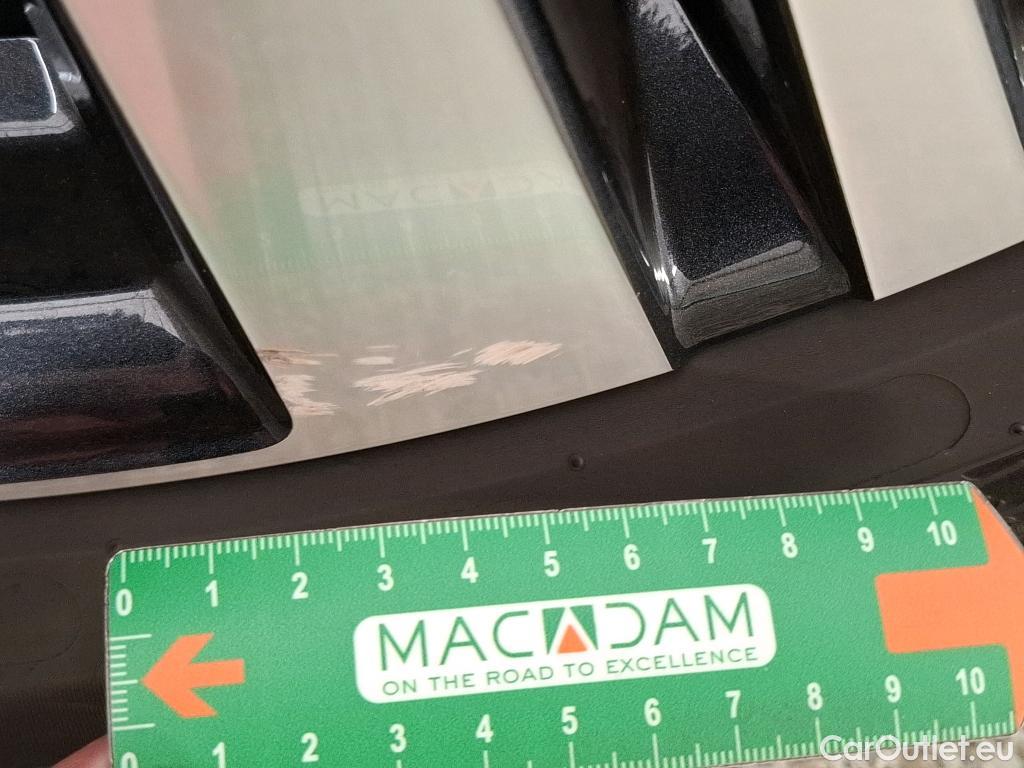 MACADAM
0 1 2 3 4 5 6 7 8 9 10
MACADAM
ON THE ROAD TO EXCELLENCE
0 1 2 3 4 5 6 7 8 9 10
CarOutlet.eu